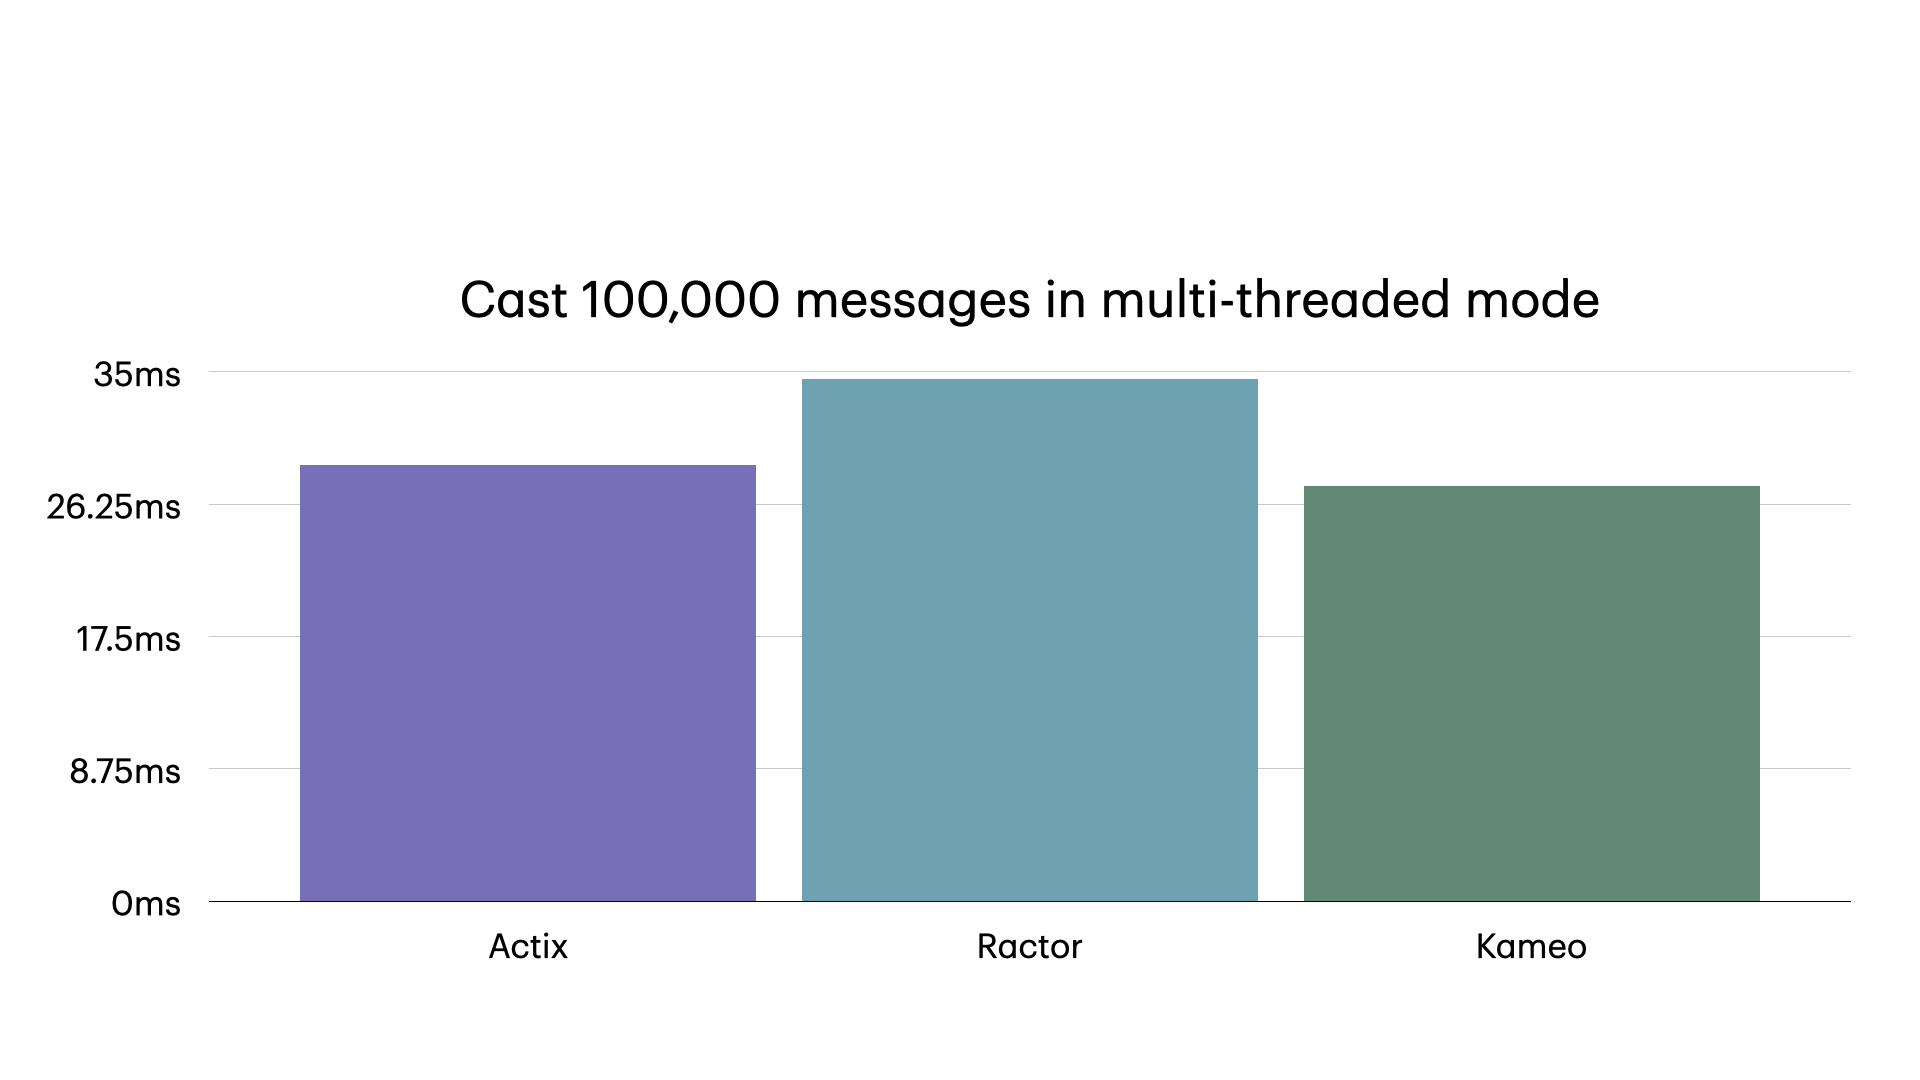 Cast 100,000 messages in multi-threaded mode
35ms
26.25ms
17.5ms
8.75ms
0ms
Actix
Ractor
Kameo